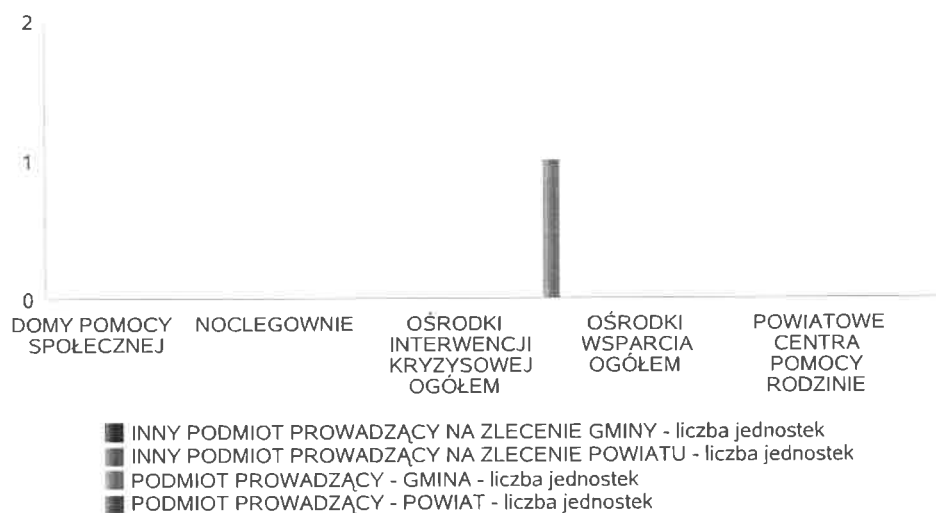 2
1
0
DOMY POMOCY
SPOŁECZNEJ
NOCLEGOWNIE
OŚRODKI
INTERWENCJI
KRYZYSOWEJ
OGÓŁEM
OŚRODKI
WSPARCIA
OGÓŁEM
POWIATOWE
CENTRA
POMOCY
RODZINIE
INNY PODMIOT PROWADZĄCY NA ZLECENIE GMINY - liczba jednostek
INNY PODMIOT PROWADZĄCY NA ZLECENIE POWIATU - liczba jednostek
PODMIOT PROWADZĄCY - GMINA - liczba jednostek
PODMIOT PROWADZĄCY - POWIAT - liczba jednostek